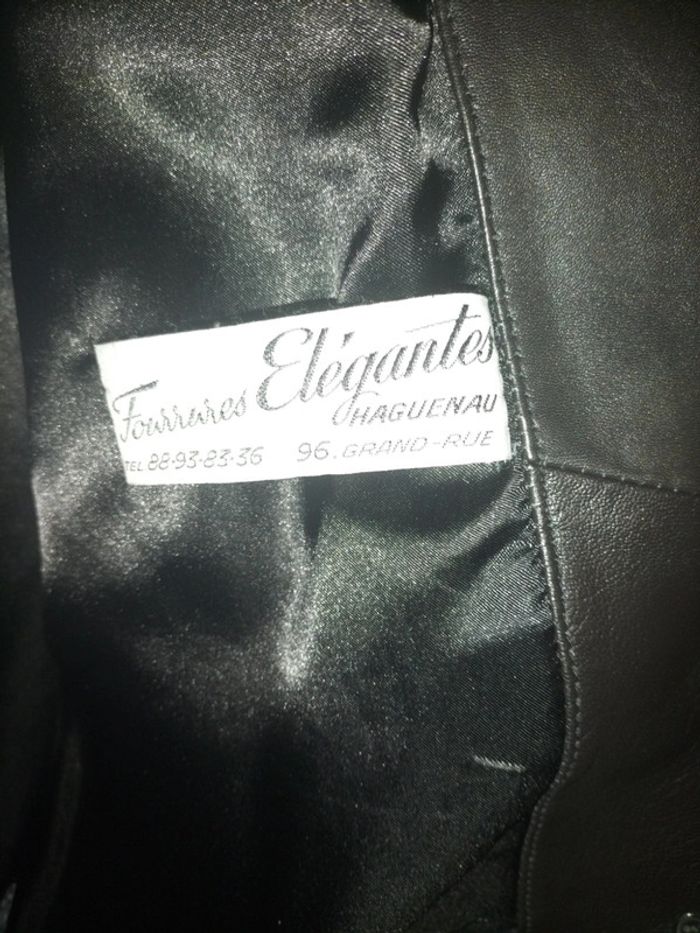 Fourrures Elégantes
HAGUENAU
TEL 88-93-83-36 96. GRAND-RUE